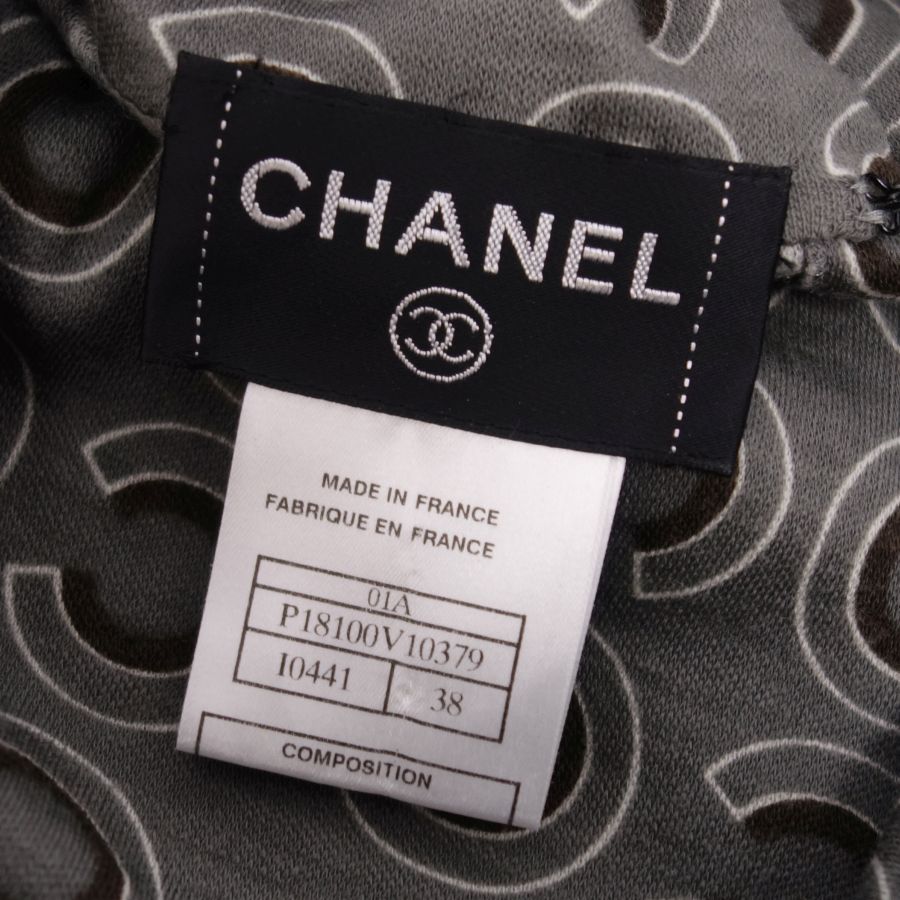 CHANEL
MADE IN FRANCE
FABRIQUE EN FRANCE
01A
P18100V10379
I0441 38
COMPOSITION